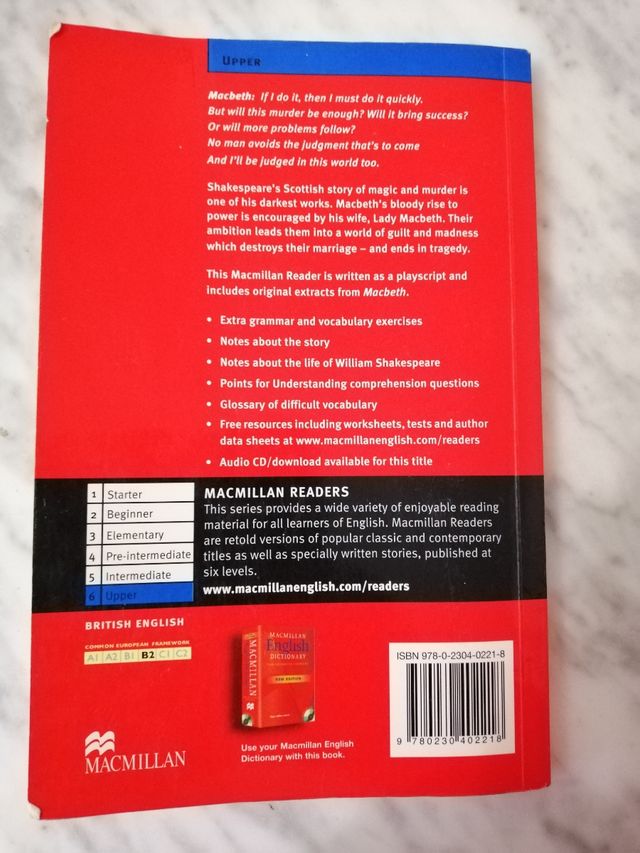 UPPER
Macbeth: If I do it, then I must do it quickly.
But will this murder be enough? Will it bring success?
Or will more problems follow?
No man avoids the judgment that's to come
And I'll be judged in this world too.
Shakespeare's Scottish story of magic and murder is
one of his darkest works. Macbeth's bloody rise to
power is encouraged by his wife, Lady Macbeth. Their
ambition leads them into a world of guilt and madness
which destroys their marriage – and ends in tragedy.
This Macmillan Reader is written as a playscript and
includes original extracts from Macbeth.
• Extra grammar and vocabulary exercises
• Notes about the story
• Notes about the life of William Shakespeare
• Points for Understanding comprehension questions
• Glossary of difficult vocabulary
• Free resources including worksheets, tests and author
data sheets at www.macmillanenglish.com/readers
• Audio CD/download available for this title
1 Starter
2 Beginner
3 Elementary
4 Pre-intermediate
5 Intermediate
6 Upper
MACMILLAN READERS
This series provides a wide variety of enjoyable reading
material for all learners of English. Macmillan Readers
are retold versions of popular classic and contemporary
titles as well as specially written stories, published at
six levels.
www.macmillanenglish.com/readers
BRITISH ENGLISH
COMMON EUROPEAN FRAMEWORK
A1 A2 B1 B2 C1 C2
MACMILLAN
MACMILLAN
English
DICTIONARY
NEW EDITION
MACMILLAN
Use your Macmillan English
Dictionary with this book.
ISBN 978-0-2304-0221-8
9 780230 402218